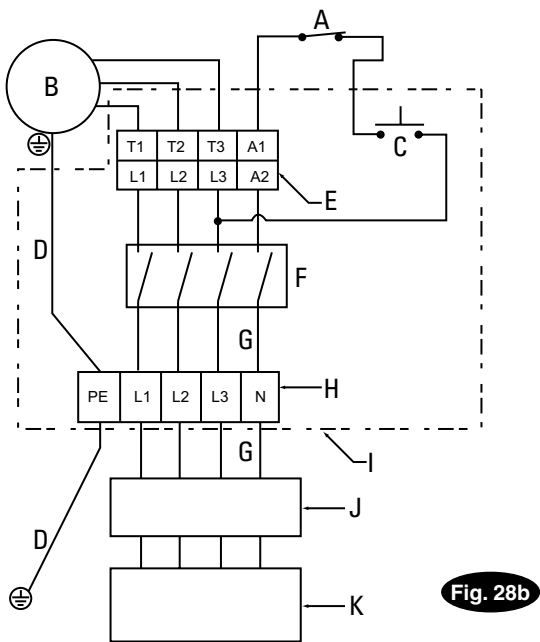 A
B
C
T1 T2 T3 A1
L1 L2 L3 A2
E
D
F
G
PE L1 L2 L3 N
H
G
I
J
D
K
Fig. 28b